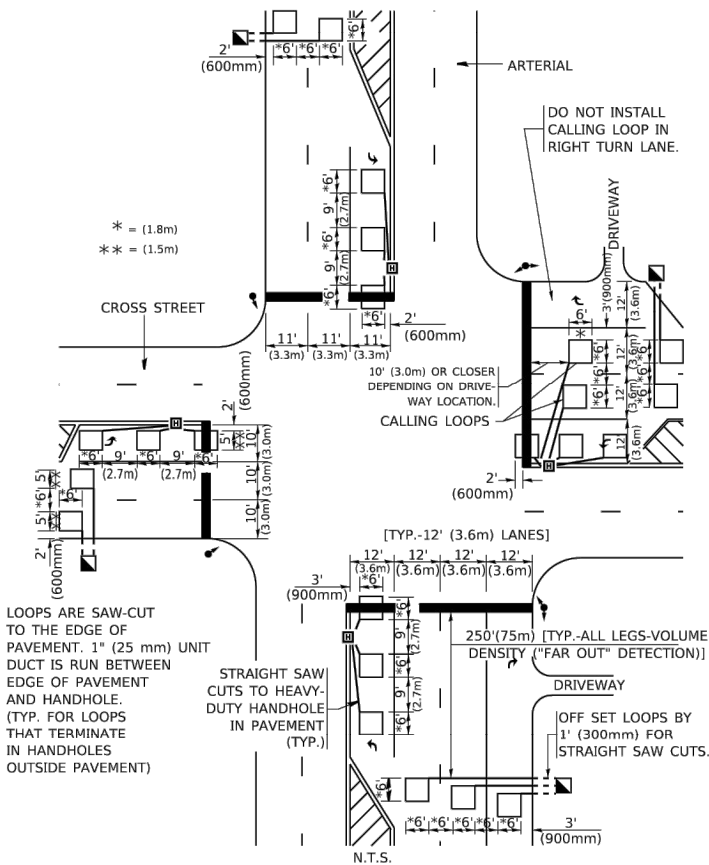 *6'
2'
(600mm)
*6' *6' *6'
ARTERIAL
DO NOT INSTALL
CALLING LOOP IN
RIGHT TURN LANE.
* = (1.8m)
** = (1.5m)
*6'
9'
(2.7m)
*6'
9'
(2.7m)
*6'
H
*6'
2'
(600mm)
11' 11' 11'
(3.3m) (3.3m) (3.3m)
CROSS STREET
DRIVEWAY
3'(900mm)
12'
(3.6m)
6'
*
*6' *6'
12'
(3.6m)
*6' *6'
12'
(3.6m)
*6' *6'
12'
(3.6m)
10' (3.0m) OR CLOSER
DEPENDING ON DRIVE-
WAY LOCATION.
CALLING LOOPS
H
2'
(600mm)
2'
(600mm)
H
5'
**
10'
(3.0m)
*6' 9' *6' 9' *6'
(2.7m) (2.7m)
5'
**
*6'
*6'
5'
**
10'
(3.0m)
10'
(3.0m)
2'
(600mm)
[TYP.-12' (3.6m) LANES]
12' 12' 12' 12'
(3.6m) (3.6m) (3.6m) (3.6m)
3'
(900mm)
*6'
*6'
9'
(2.7m)
*6'
9'
(2.7m)
*6'
H
250'(75m) [TYP.-ALL LEGS-VOLUME
DENSITY ("FAR OUT" DETECTION)]
DRIVEWAY
LOOPS ARE SAW-CUT
TO THE EDGE OF
PAVEMENT. 1" (25 mm) UNIT
DUCT IS RUN BETWEEN
EDGE OF PAVEMENT
AND HANDHOLE.
(TYP. FOR LOOPS
THAT TERMINATE
IN HANDHOLES
OUTSIDE PAVEMENT)
STRAIGHT SAW
CUTS TO HEAVY-
DUTY HANDHOLE
IN PAVEMENT
(TYP.)
OFF SET LOOPS BY
1' (300mm) FOR
STRAIGHT SAW CUTS.
*6'
*6' *6' *6' *6' *6'
3'
(900mm)
N.T.S.